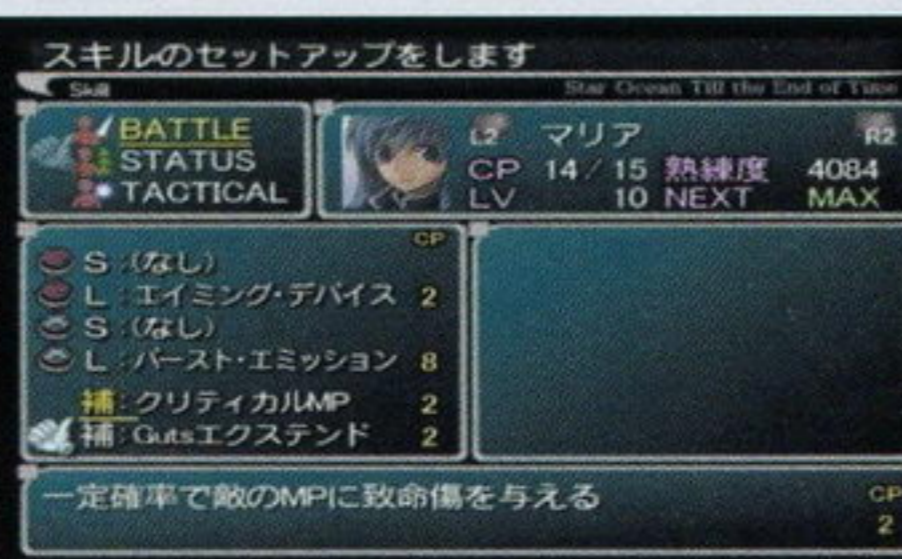 スキルのセットアップをします
Skill
Star Ocean Till the End of Time
BATTLE
STATUS
TACTICAL
L2 マリア R2
CP 14／15 熟練度 4084
LV 10 NEXT MAX
CP
S：(なし)
L：エイミング・デバイス 2
S：(なし)
L：バースト・エミッション 8
補：クリティカルMP 2
補：Gutsエクステンド 2
一定確率で敵のMPに致命傷を与える
CP
2